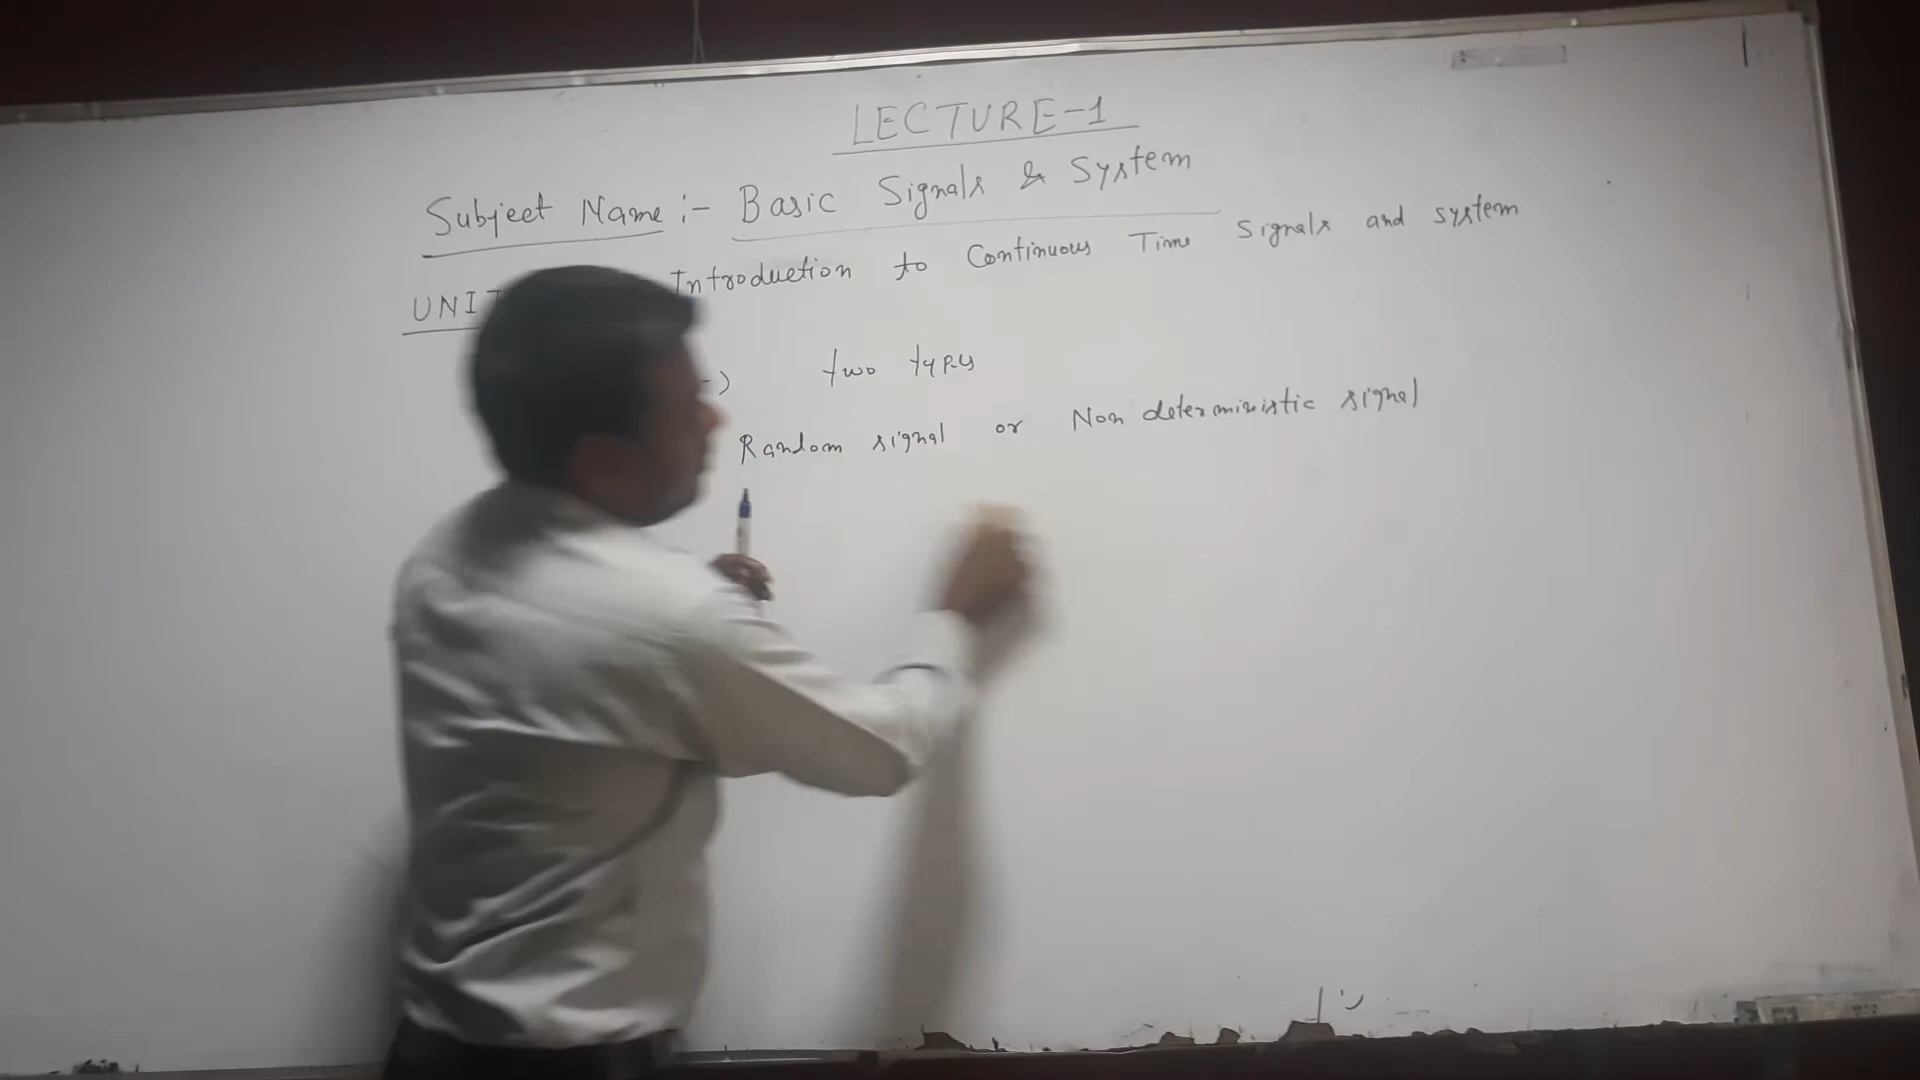 LECTURE-1
Subject Name :- Basic Signals & System
UNIT Introduction to Continuous Time Signals and system
two types
Random signal or Non deterministic signal